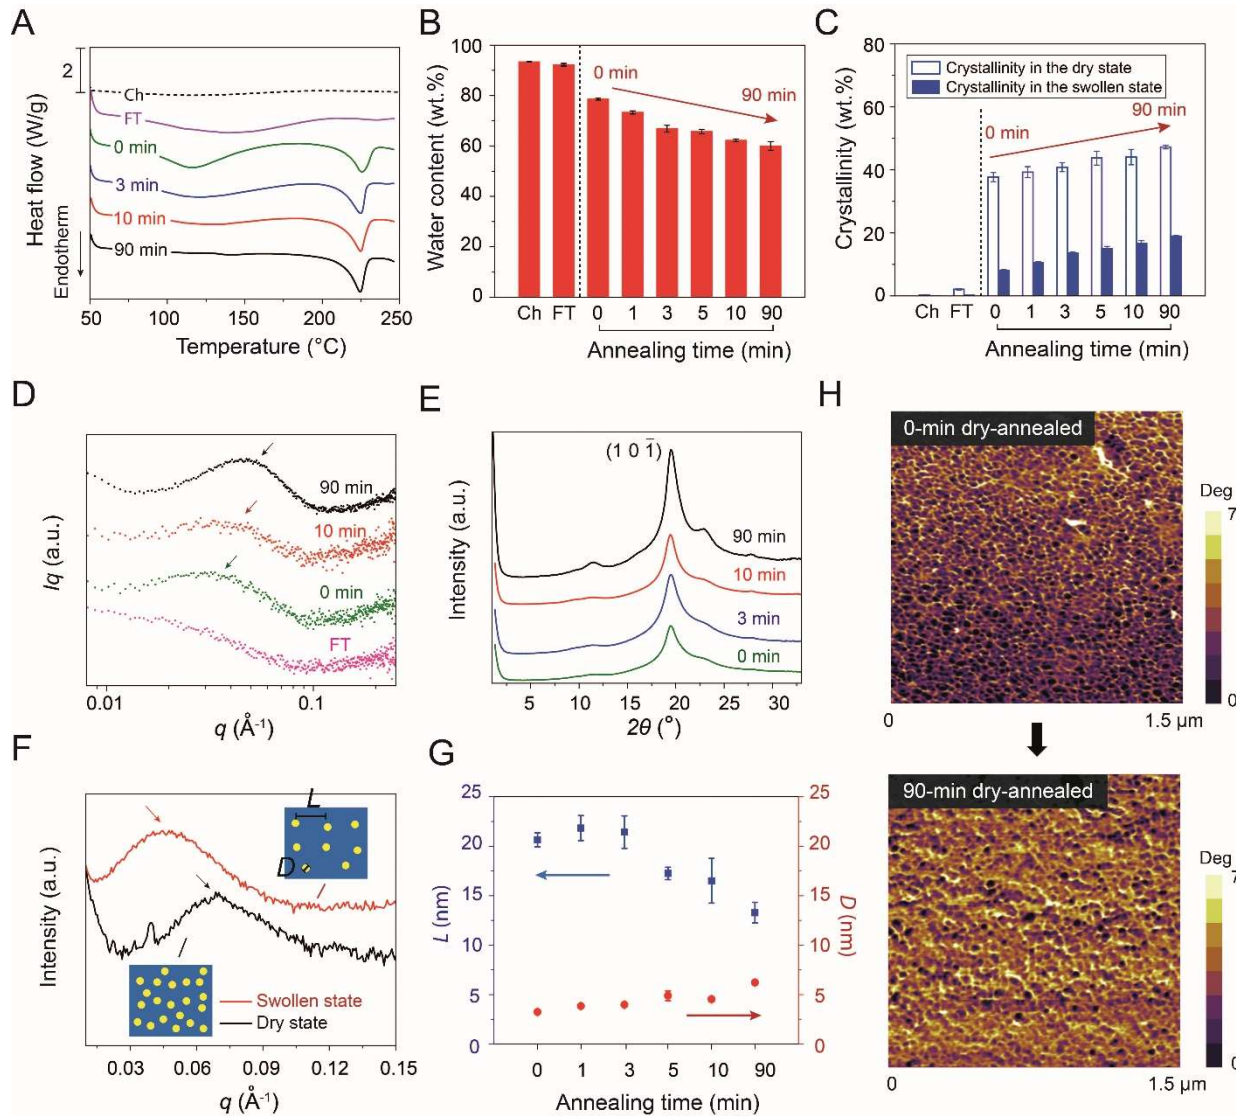 A
2
Heat flow (W/g)
Endotherm
Ch
FT
0 min
3 min
10 min
90 min
50 100 150 200 250
Temperature (°C)
B
Water content (wt.%)
100
80
60
40
20
0
0 min
90 min
Ch FT 0 1 3 5 10 90
Annealing time (min)
C
Crystallinity (wt.%)
80
60
40
20
0
Crystallinity in the dry state
Crystallinity in the swollen state
0 min
90 min
Ch FT 0 1 3 5 10 90
Annealing time (min)
D
Iq (a.u.)
90 min
10 min
0 min
FT
0.01 0.1
q (Å⁻¹)
E
Intensity (a.u.)
(1 0 1̄)
90 min
10 min
3 min
0 min
5 10 15 20 25 30
2θ (°)
F
Intensity (a.u.)
L
D
Swollen state
Dry state
0.03 0.06 0.09 0.12 0.15
q (Å⁻¹)
G
L (nm)
25
20
15
10
5
0
25
20
15
10
5
0
D (nm)
0 1 3 5 10 90
Annealing time (min)
H
0-min dry-annealed
Deg
7
0
0 1.5 μm
90-min dry-annealed
Deg
7
0
0 1.5 μm